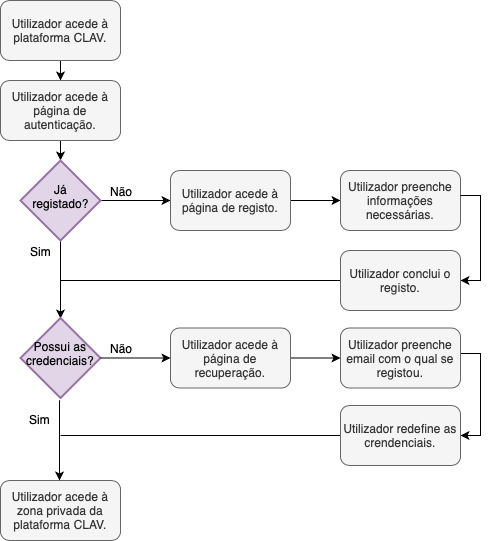 Utilizador acede à
plataforma CLAV.
Utilizador acede à
página de
autenticação.
Já
registado?
Não
Utilizador acede à
página de registo.
Utilizador preenche
informações
necessárias.
Sim
Utilizador conclui o
registo.
Possui as
credenciais?
Não
Utilizador acede à
página de
recuperação.
Utilizador preenche
email com o qual se
registou.
Sim
Utilizador redefine as
crendenciais.
Utilizador acede à
zona privada da
plataforma CLAV.